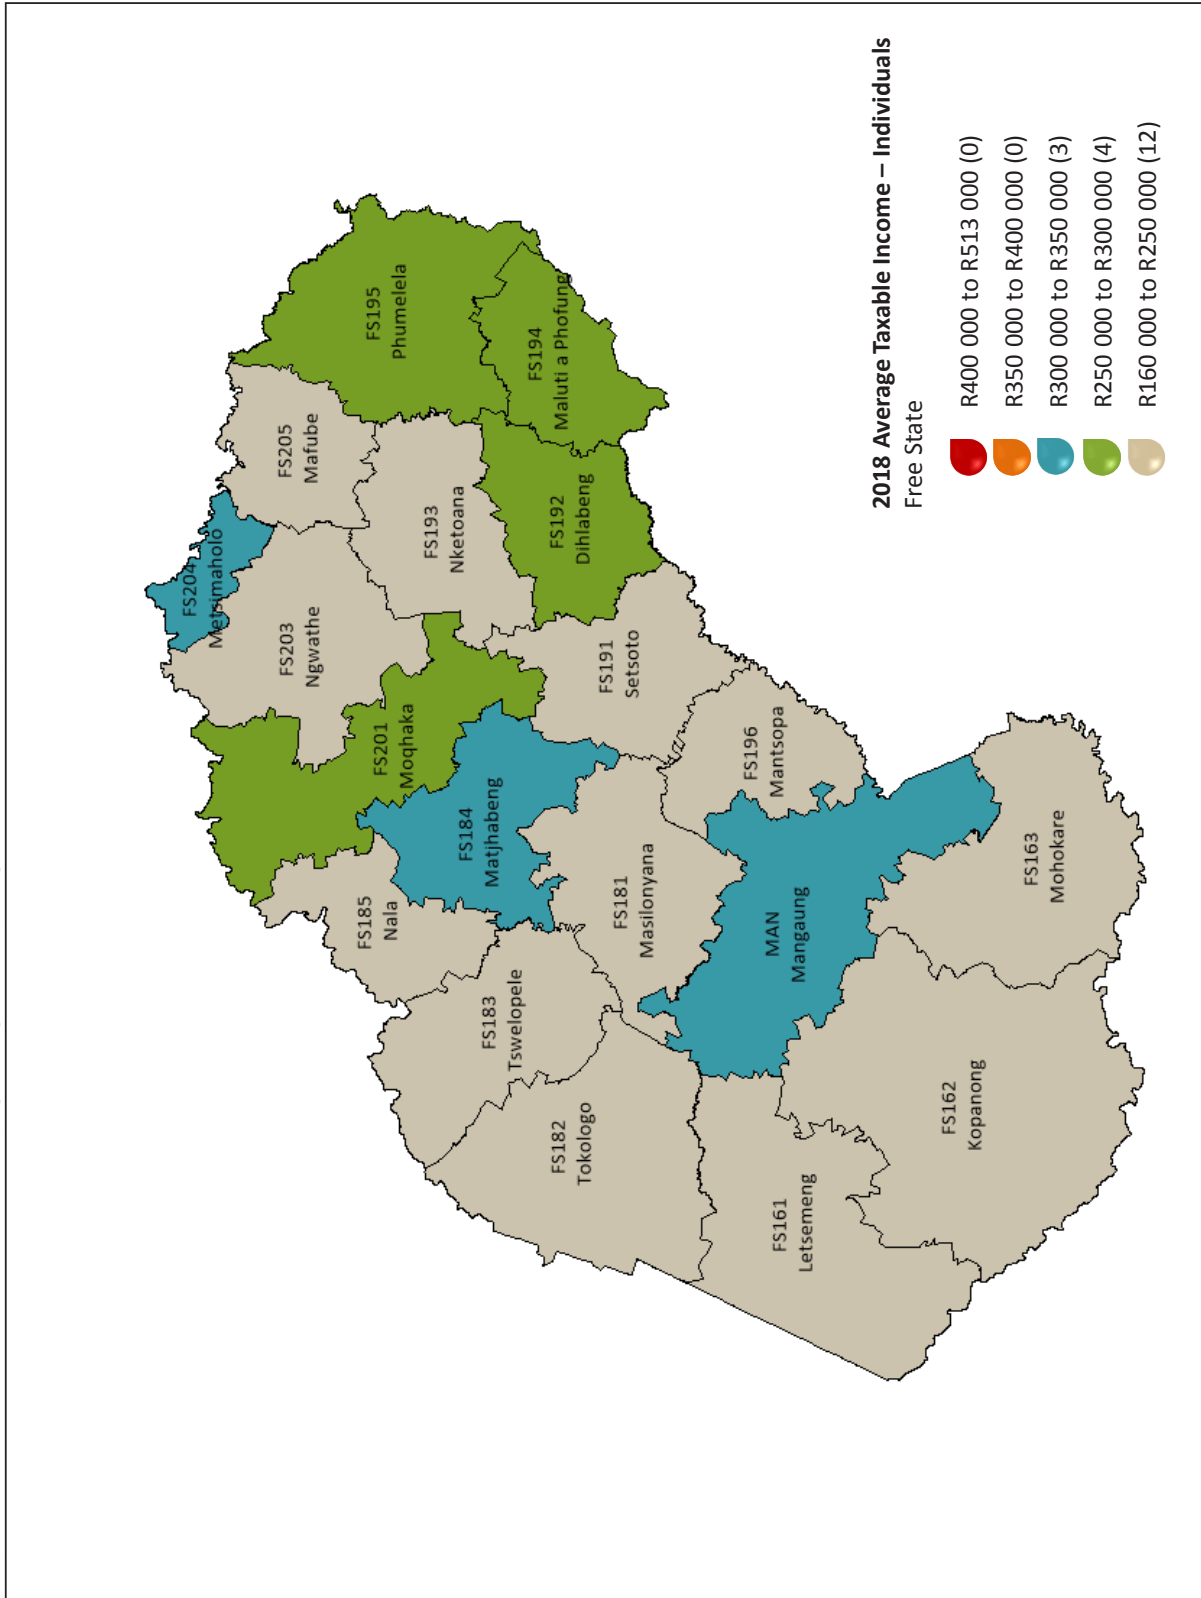 2018 Average Taxable Income – Individuals
Free State
R400 000 to R513 000 (0)
R350 000 to R400 000 (0)
R300 000 to R350 000 (3)
R250 000 to R300 000 (4)
R160 000 to R250 000 (12)
FS204
Metsimaholo
FS205
Mafube
FS195
Phumelela
FS203
Ngwathe
FS201
Moqhaka
FS193
Nketoana
FS194
Maluti a Phofung
FS192
Dihlabeng
FS185
Nala
FS184
Matjhabeng
FS191
Setsoto
FS183
Tswelopele
FS182
Tokologo
FS181
Masilonyana
FS196
Mantsopa
MAN
Mangaung
FS161
Letsemeng
FS162
Kopanong
FS163
Mohokare